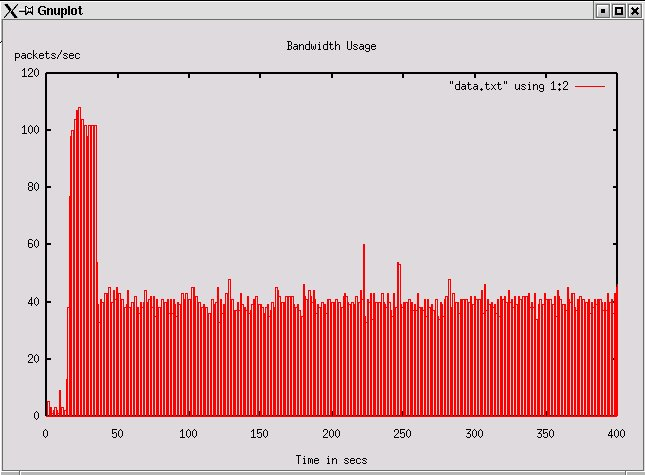 Gnuplot
Bandwidth Usage
packets/sec
"data.txt" using 1:2
120
100
80
60
40
20
0
0 50 100 150 200 250 300 350 400
Time in secs